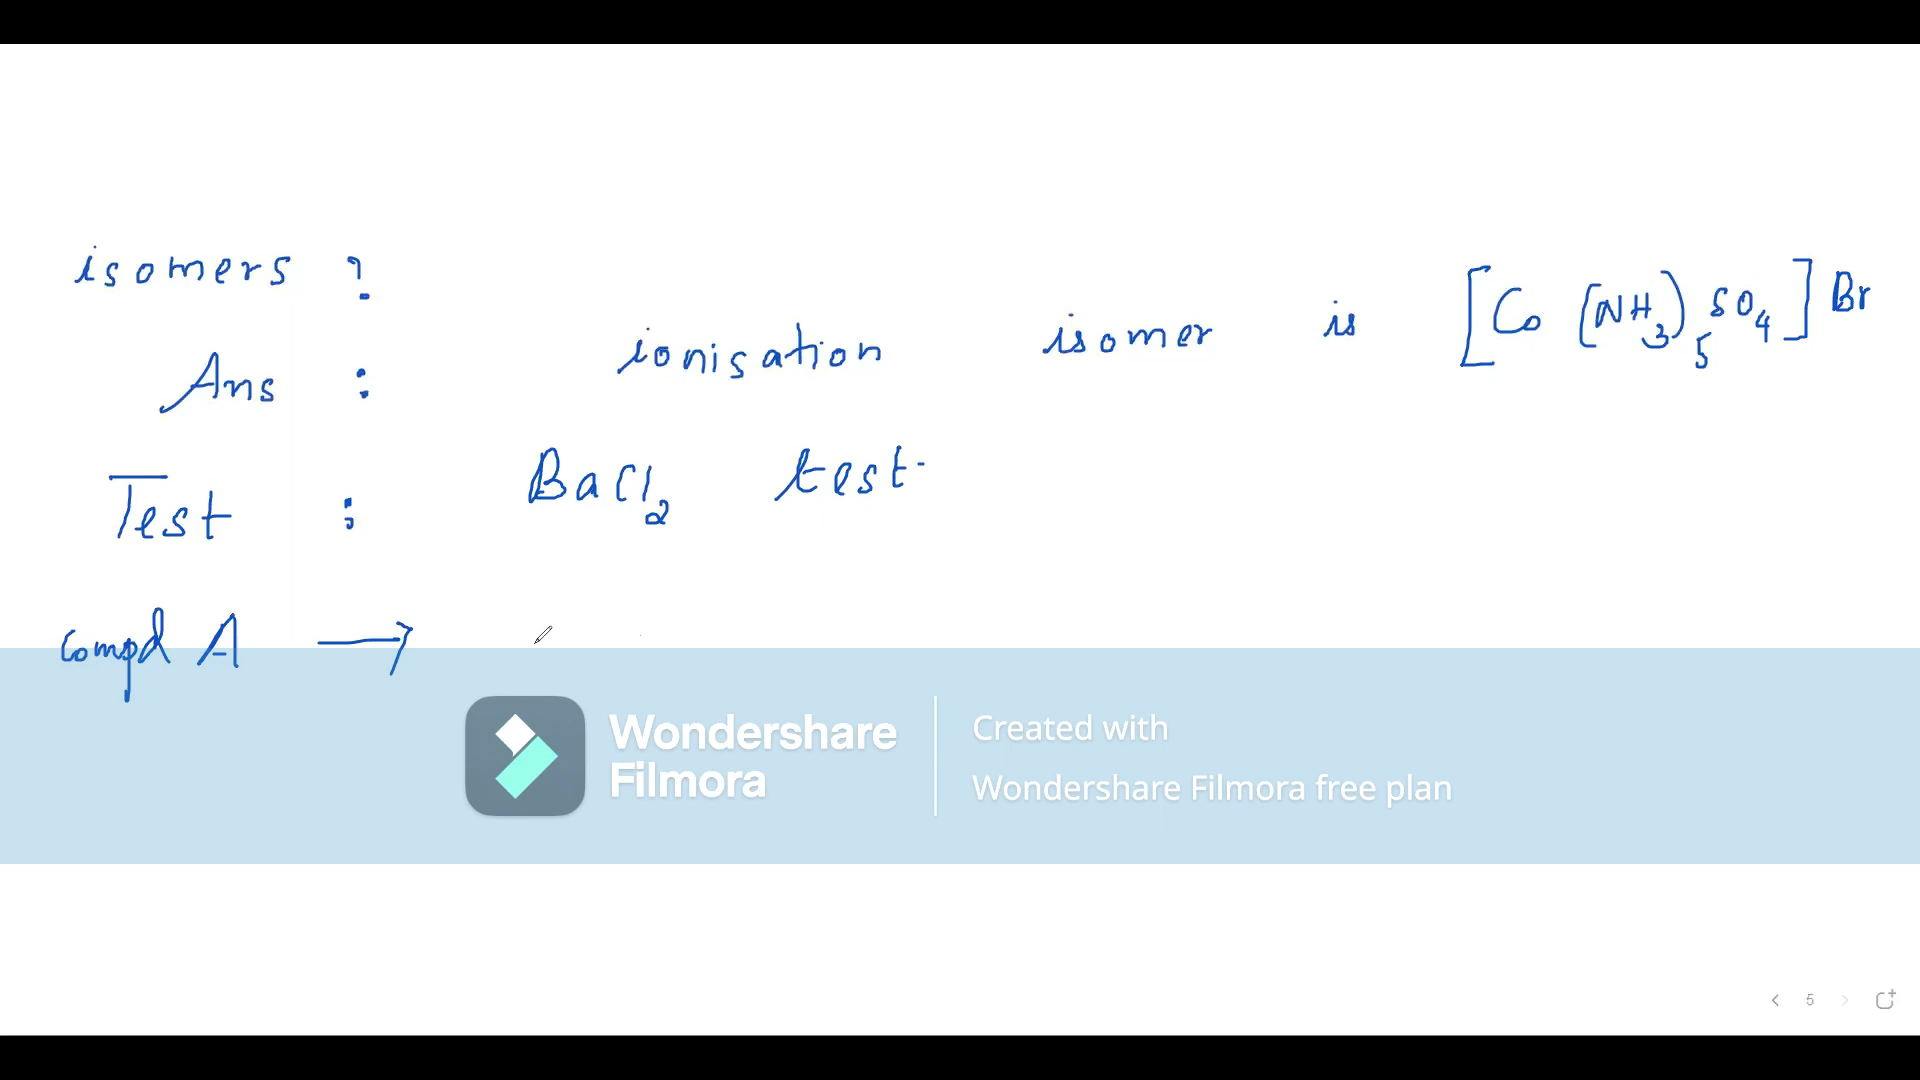 isomers ?
Ans : ionisation isomer is [Co(NH3)5SO4]Br
Test : BaCl2 test
Compd A →
Wondershare Filmora
Created with
Wondershare Filmora free plan
5